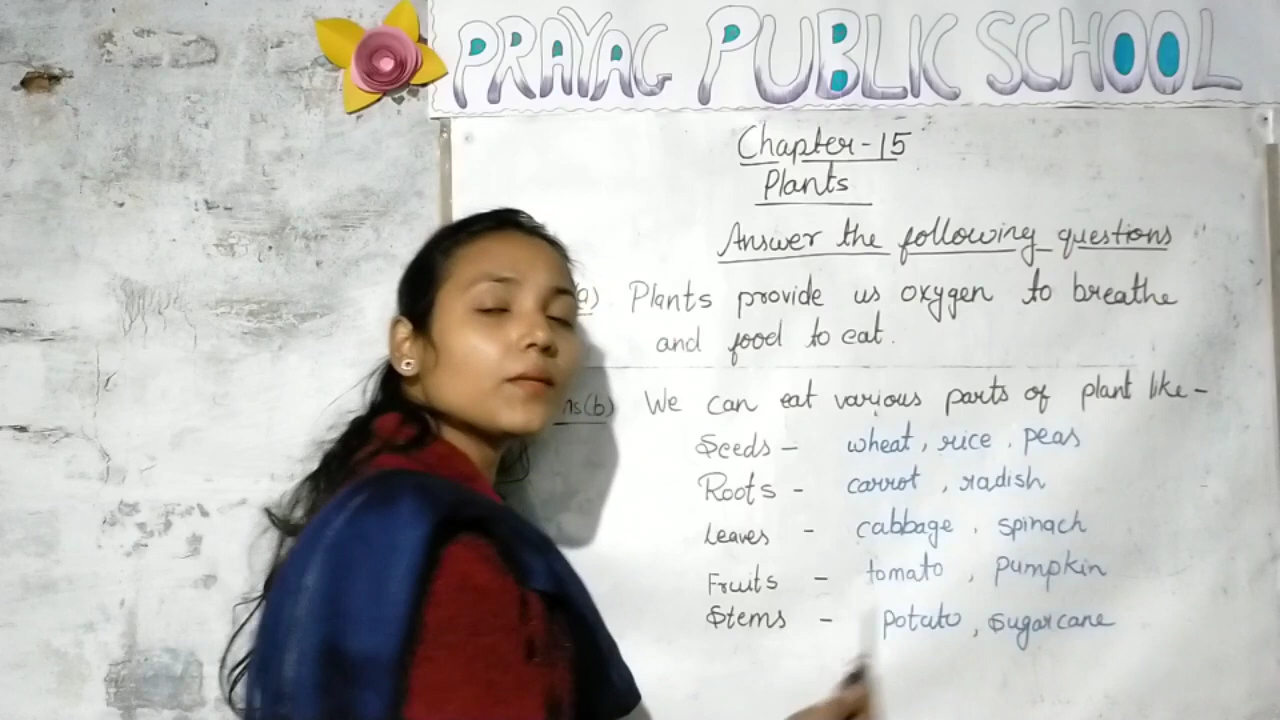 PRAYAG PUBLIC SCHOOL
Chapter-15
Plants
Answer the following questions
(a) Plants provide us oxygen to breathe
and food to eat.
ns(b) We can eat various parts of plant like-
Seeds - wheat, rice, peas
Roots - carrot, radish
Leaves - cabbage, spinach
Fruits - tomato, pumpkin
Stems - potato, sugarcane